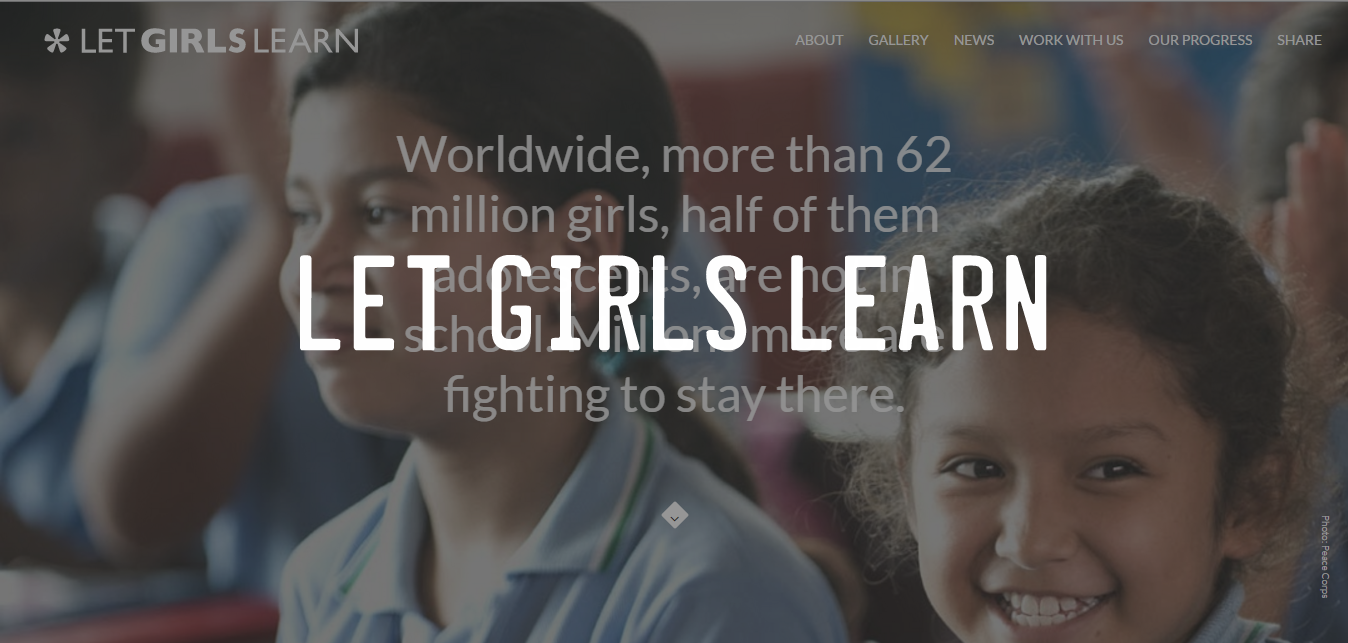 LET GIRLS LEARN
ABOUT GALLERY NEWS WORK WITH US OUR PROGRESS SHARE
Worldwide, more than 62
million girls, half of them
adolescents, are not in
school. Millions more are
fighting to stay there.
LET GIRLS LEARN
Photo: Peace Corps